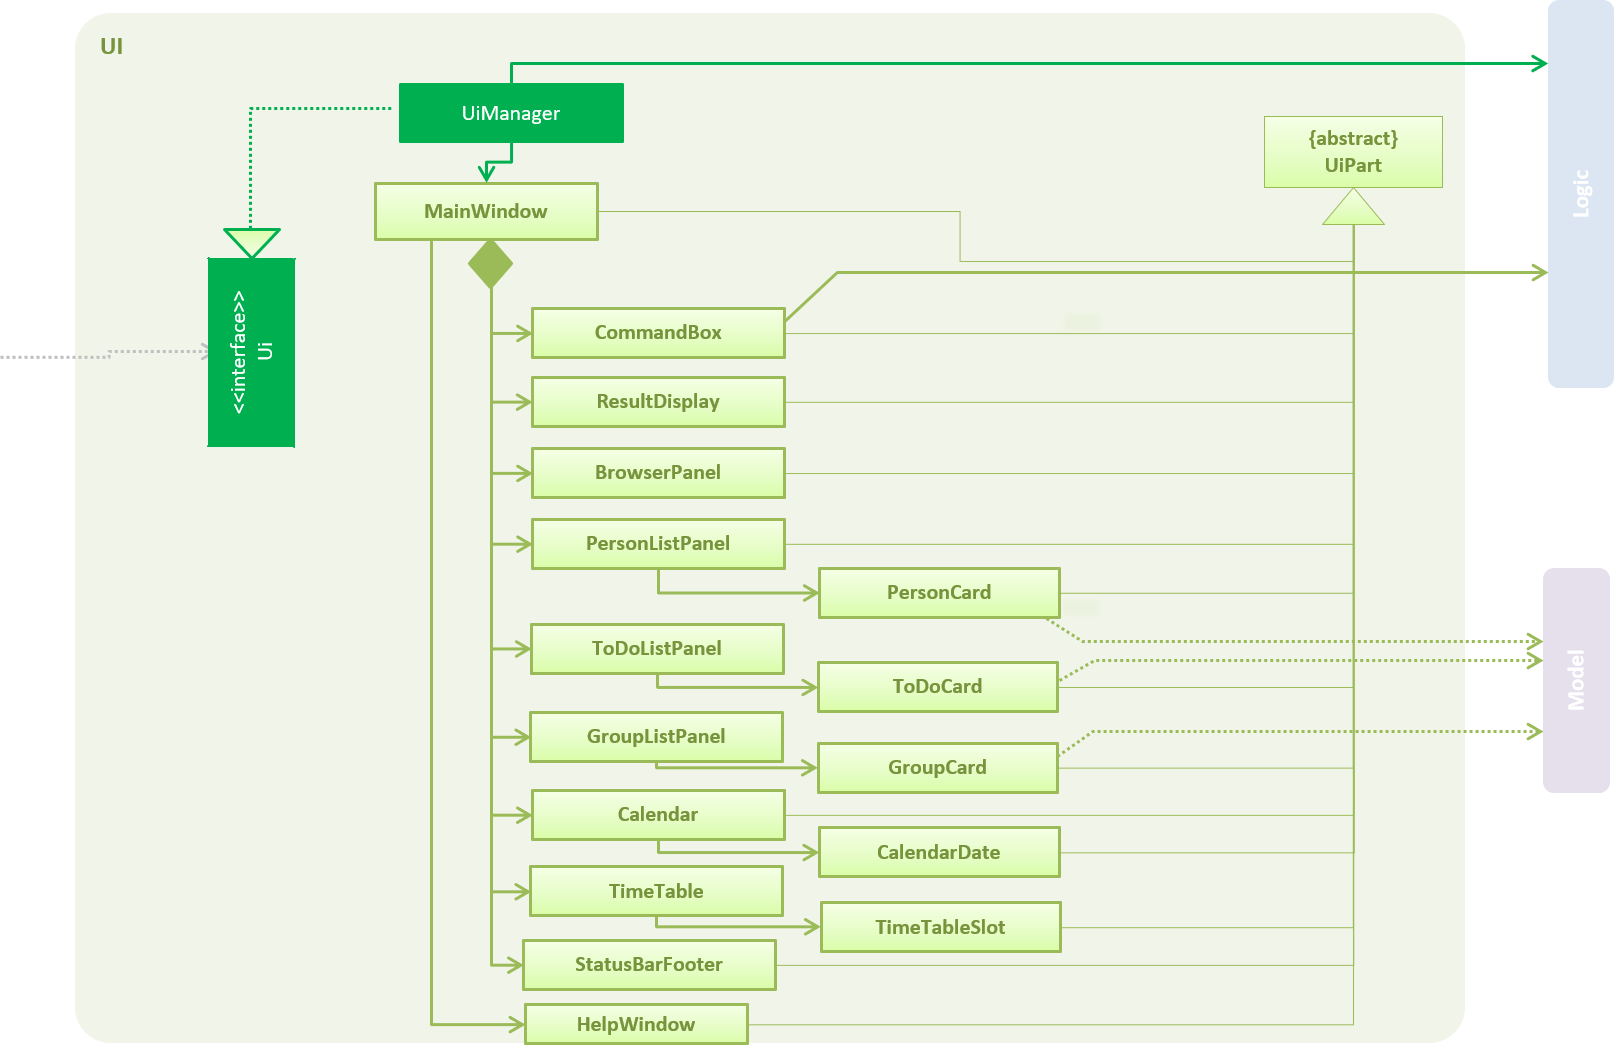 UI
UiManager
{abstract}
UiPart
Logic
MainWindow
<<interface>>
Ui
CommandBox
ResultDisplay
BrowserPanel
PersonListPanel
PersonCard
ToDoListPanel
Model
ToDoCard
GroupListPanel
GroupCard
Calendar
CalendarDate
TimeTable
TimeTableSlot
StatusBarFooter
HelpWindow